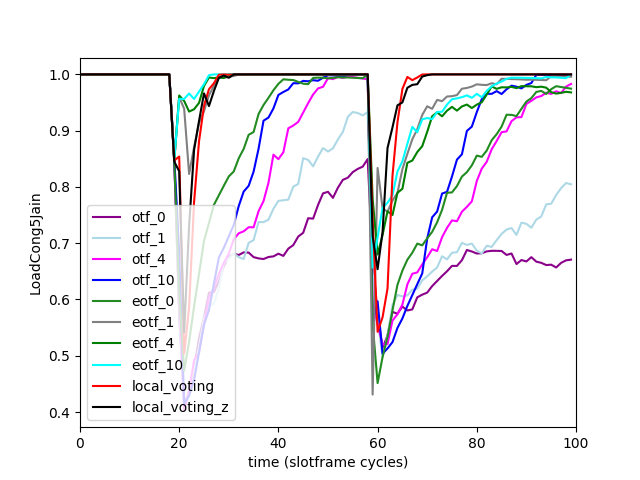 LoadCong5Jain
1.0
0.9
0.8
0.7
0.6
0.5
0.4
otf_0
otf_1
otf_4
otf_10
eotf_0
eotf_1
eotf_4
eotf_10
local_voting
local_voting_z
0 20 40 60 80 100
time (slotframe cycles)